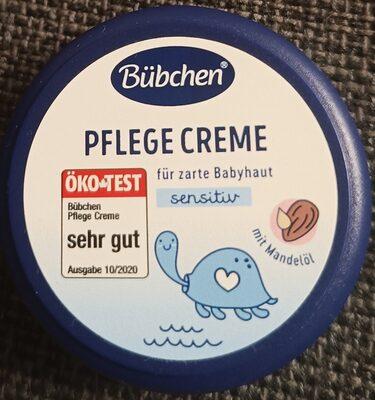 Bübchen®
PFLEGE CREME
für zarte Babyhaut
sensitiv
ÖKO-TEST
Bübchen
Pflege Creme
sehr gut
Ausgabe 10/2020
mit Mandelöl